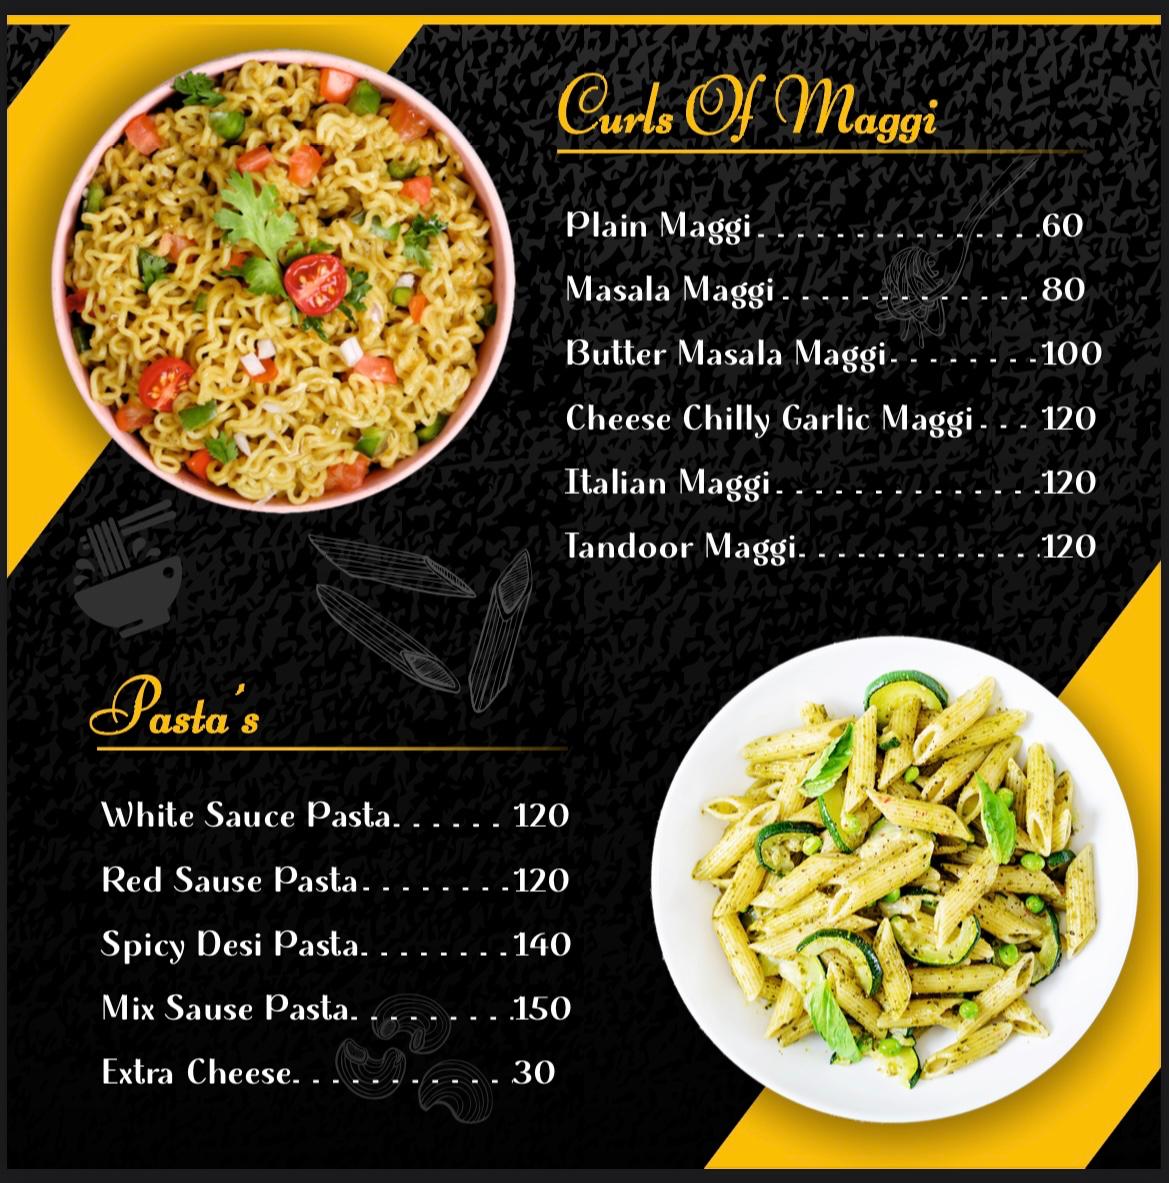 Curls Of Maggi
Plain Maggi. . . . . . . . . . . . . . .60
Masala Maggi . . . . . . . . . . . . . 80
Butter Masala Maggi. . . . . . . .100
Cheese Chilly Garlic Maggi . . . 120
Italian Maggi. . . . . . . . . . . . . .120
Tandoor Maggi. . . . . . . . . . . . .120
Pasta's
White Sauce Pasta. . . . . . 120
Red Sause Pasta. . . . . . . .120
Spicy Desi Pasta. . . . . . . .140
Mix Sause Pasta. . . . . . . . .150
Extra Cheese. . . . . . . . . . . .30